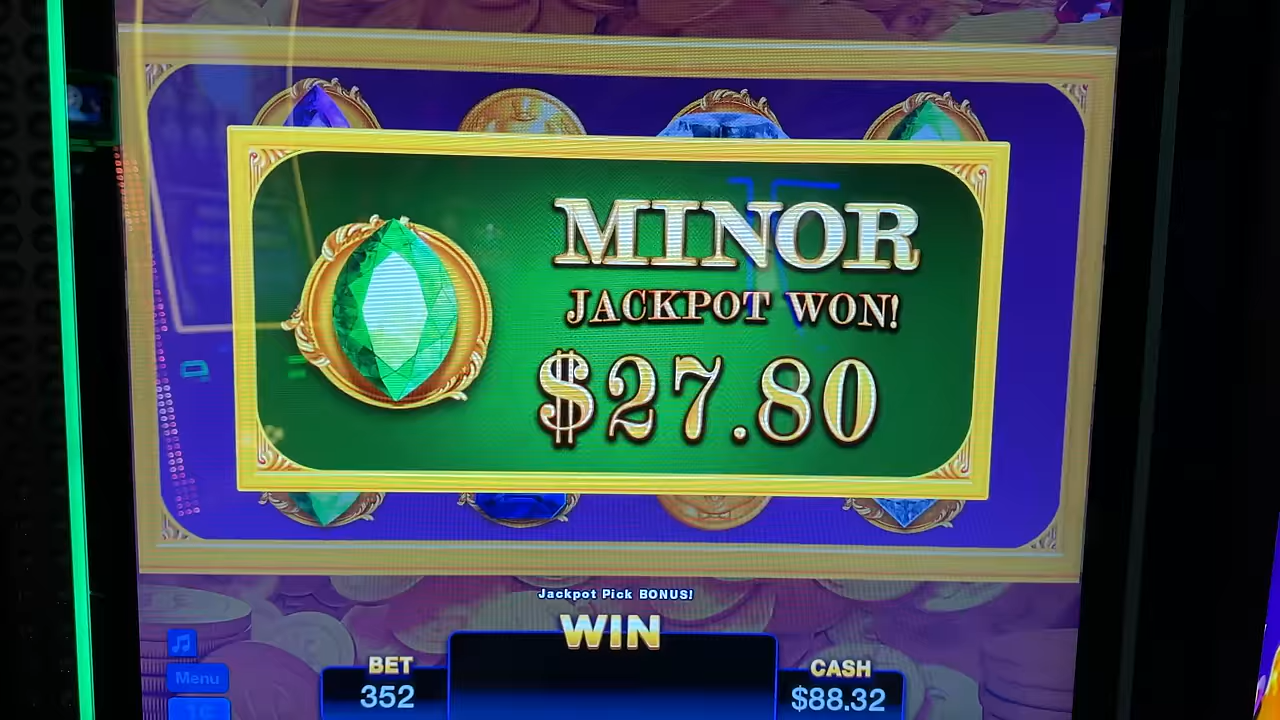 MINOR
JACKPOT WON!
$27.80
Jackpot Pick BONUS!
WIN
BET
352
CASH
$88.32
Menu